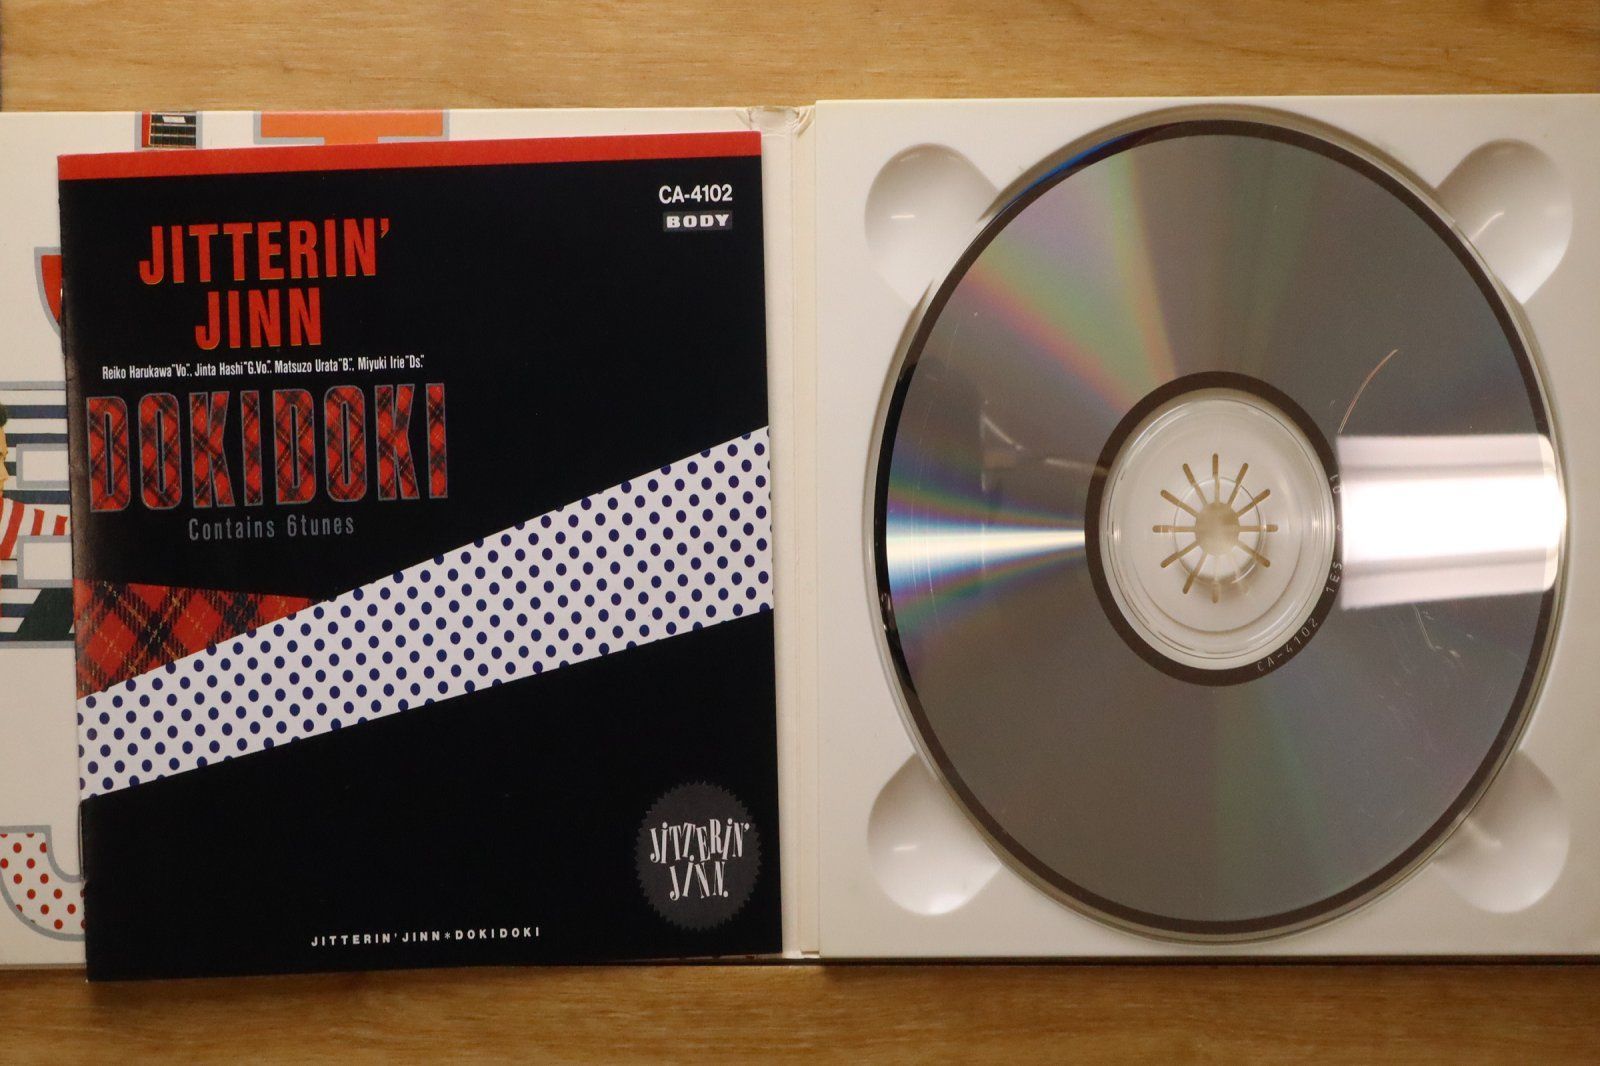 CA-4102
BODY
JITTERIN'
JINN
Reiko Harukawa"Vo.", Jinta Hashi"G.Vo.", Matsuzo Urata"B.", Miyuki Irie"Ds."
DOKIDOKI
Contains 6tunes
JITTERIN'
JINN.
JITTERIN'JINN*DOKIDOKI
CA-4102 1ES